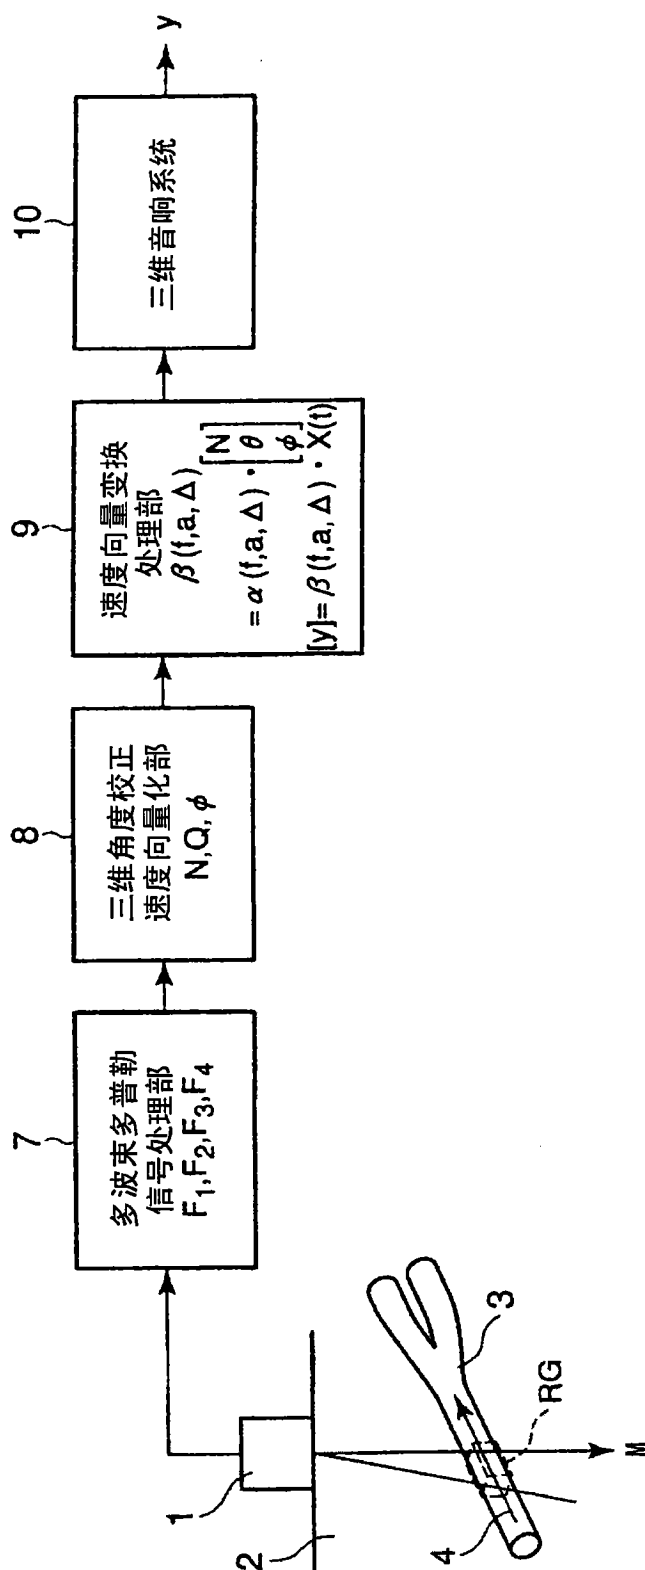 1
2
3
4
RG
M
7
多波束多普勒
信号处理部
F₁,F₂,F₃,F₄
8
三维角度校正
速度向量化部
N,Q,φ
9
速度向量变换
处理部
β(f,a,Δ)
=α(f,a,Δ)·[N θ φ]
[y]=β(f,a,Δ)·X(t)
10
三维音响系统
y